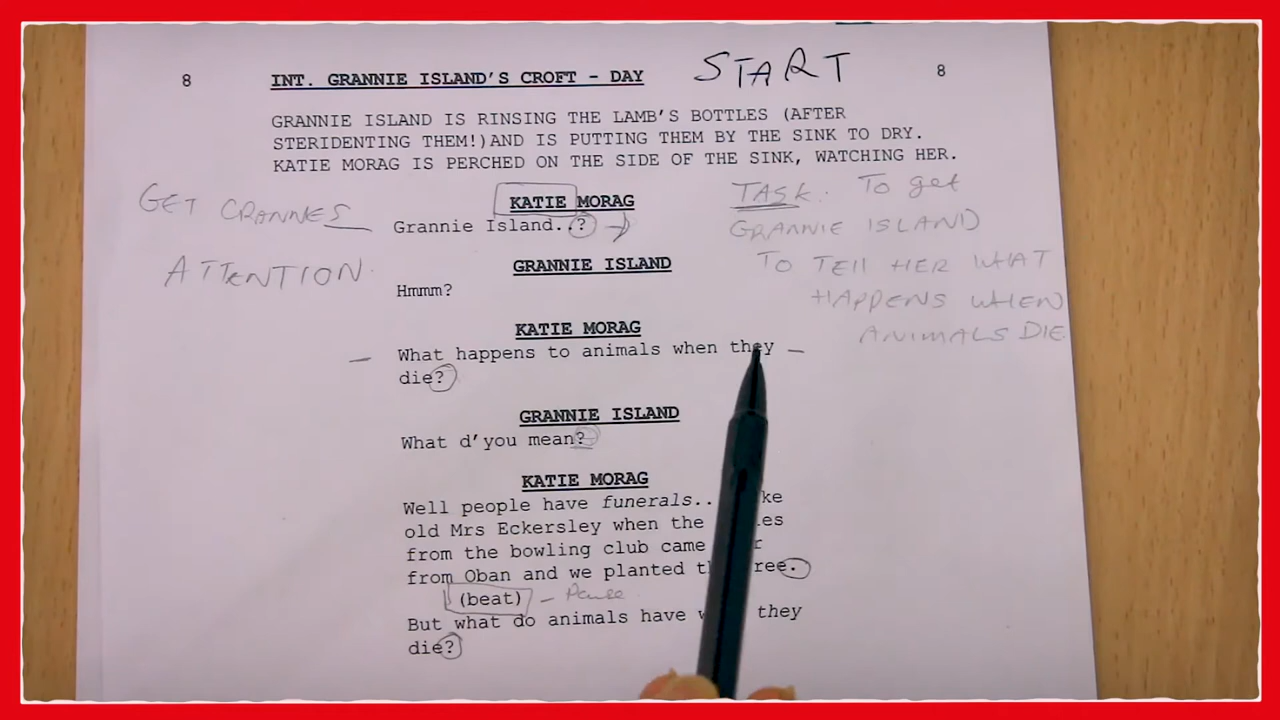 8 INT. GRANNIE ISLAND'S CROFT - DAY START 8
GRANNIE ISLAND IS RINSING THE LAMB'S BOTTLES (AFTER
STERIDENTING THEM!)AND IS PUTTING THEM BY THE SINK TO DRY.
KATIE MORAG IS PERCHED ON THE SIDE OF THE SINK, WATCHING HER.
GET GRANNIES
ATTENTION.
KATIE MORAG
Grannie Island..?
TASK. To get
GRANNIE ISLAND
TO TELL HER WHAT
HAPPENS WHEN
ANIMALS DIE.
GRANNIE ISLAND
Hmmm?
KATIE MORAG
What happens to animals when they
die?
GRANNIE ISLAND
What d'you mean?
KATIE MORAG
Well people have funerals..
old Mrs Eckersley when the
from the bowling club came
from Oban and we planted
(beat) - Pause
But what do animals have they
die?